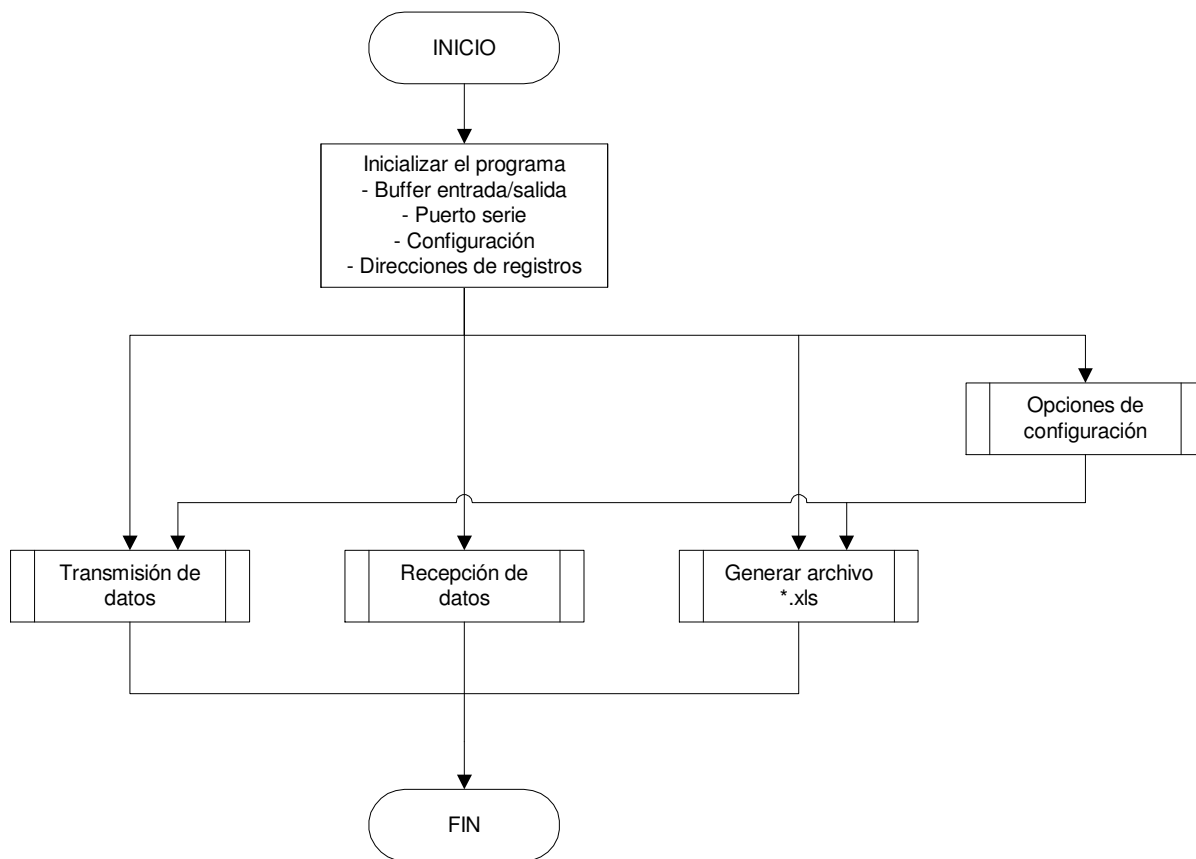 INICIO
Inicializar el programa
- Buffer entrada/salida
- Puerto serie
- Configuración
- Direcciones de registros
Opciones de
configuración
Transmisión de
datos
Recepción de
datos
Generar archivo
*.xls
FIN